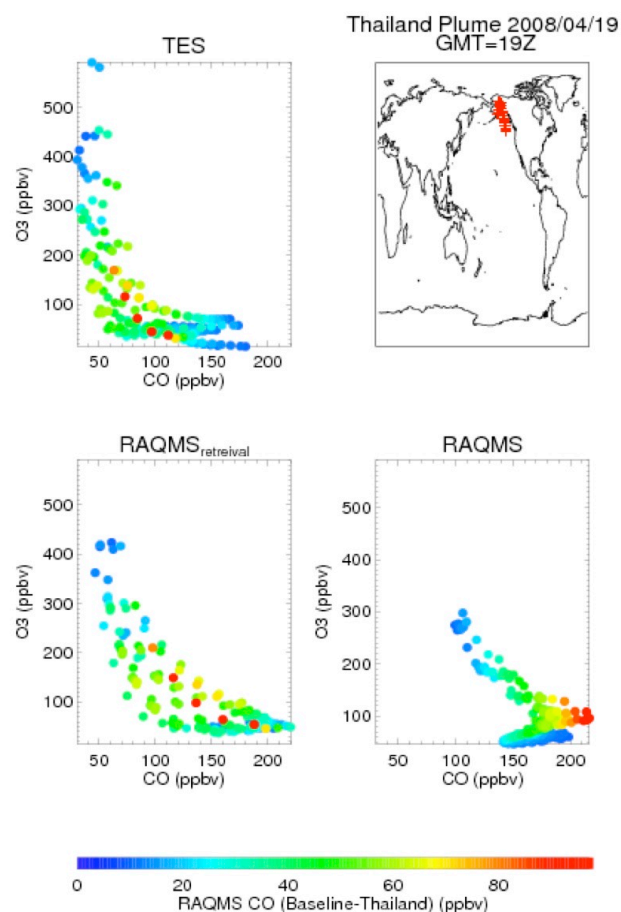 Thailand Plume 2008/04/19
GMT=19Z
TES
500
400
300
200
100
O3 (ppbv)
50 100 150 200
CO (ppbv)
RAQMSretreival
500
400
300
200
100
O3 (ppbv)
50 100 150 200
CO (ppbv)
RAQMS
500
400
300
200
100
O3 (ppbv)
50 100 150 200
CO (ppbv)
0 20 40 60 80
RAQMS CO (Baseline-Thailand) (ppbv)